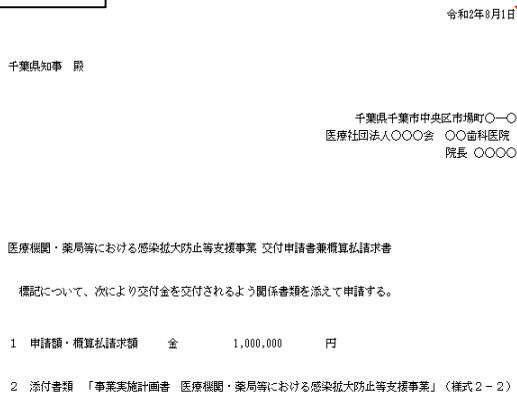 令和2年8月1日
千葉県知事　殿
千葉県千葉市中央区市場町〇―〇
医療社団法人〇〇〇会　〇〇歯科医院
院長 〇〇〇〇
医療機関・薬局等における感染拡大防止等支援事業 交付申請書兼概算払請求書
標記について、次により交付金を交付されるよう関係書類を添えて申請する。
1　申請額・概算払請求額　　金　　1,000,000　　円
2　添付書類　「事業実施計画書　医療機関・薬局等における感染拡大防止等支援事業」（様式２－２）